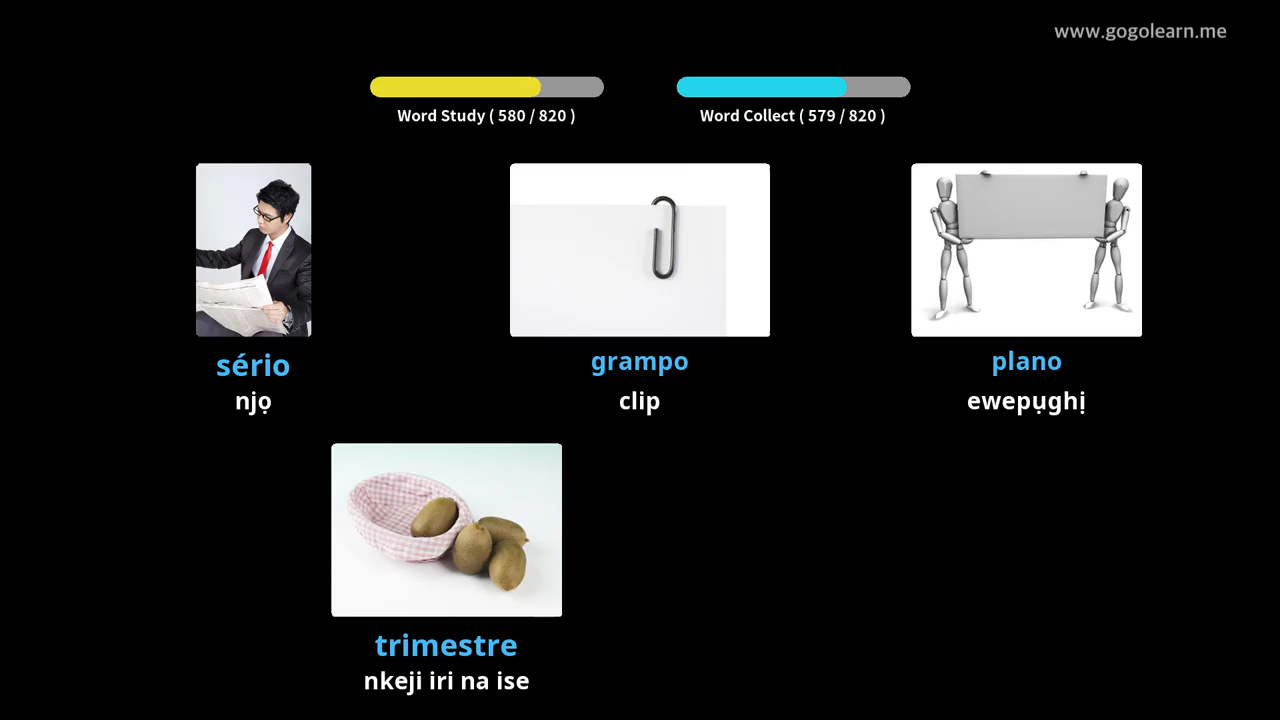 www.gogolearn.me
Word Study ( 580 / 820 )
Word Collect ( 579 / 820 )
sério
njọ
grampo
clip
plano
ewepụghị
trimestre
nkeji iri na ise